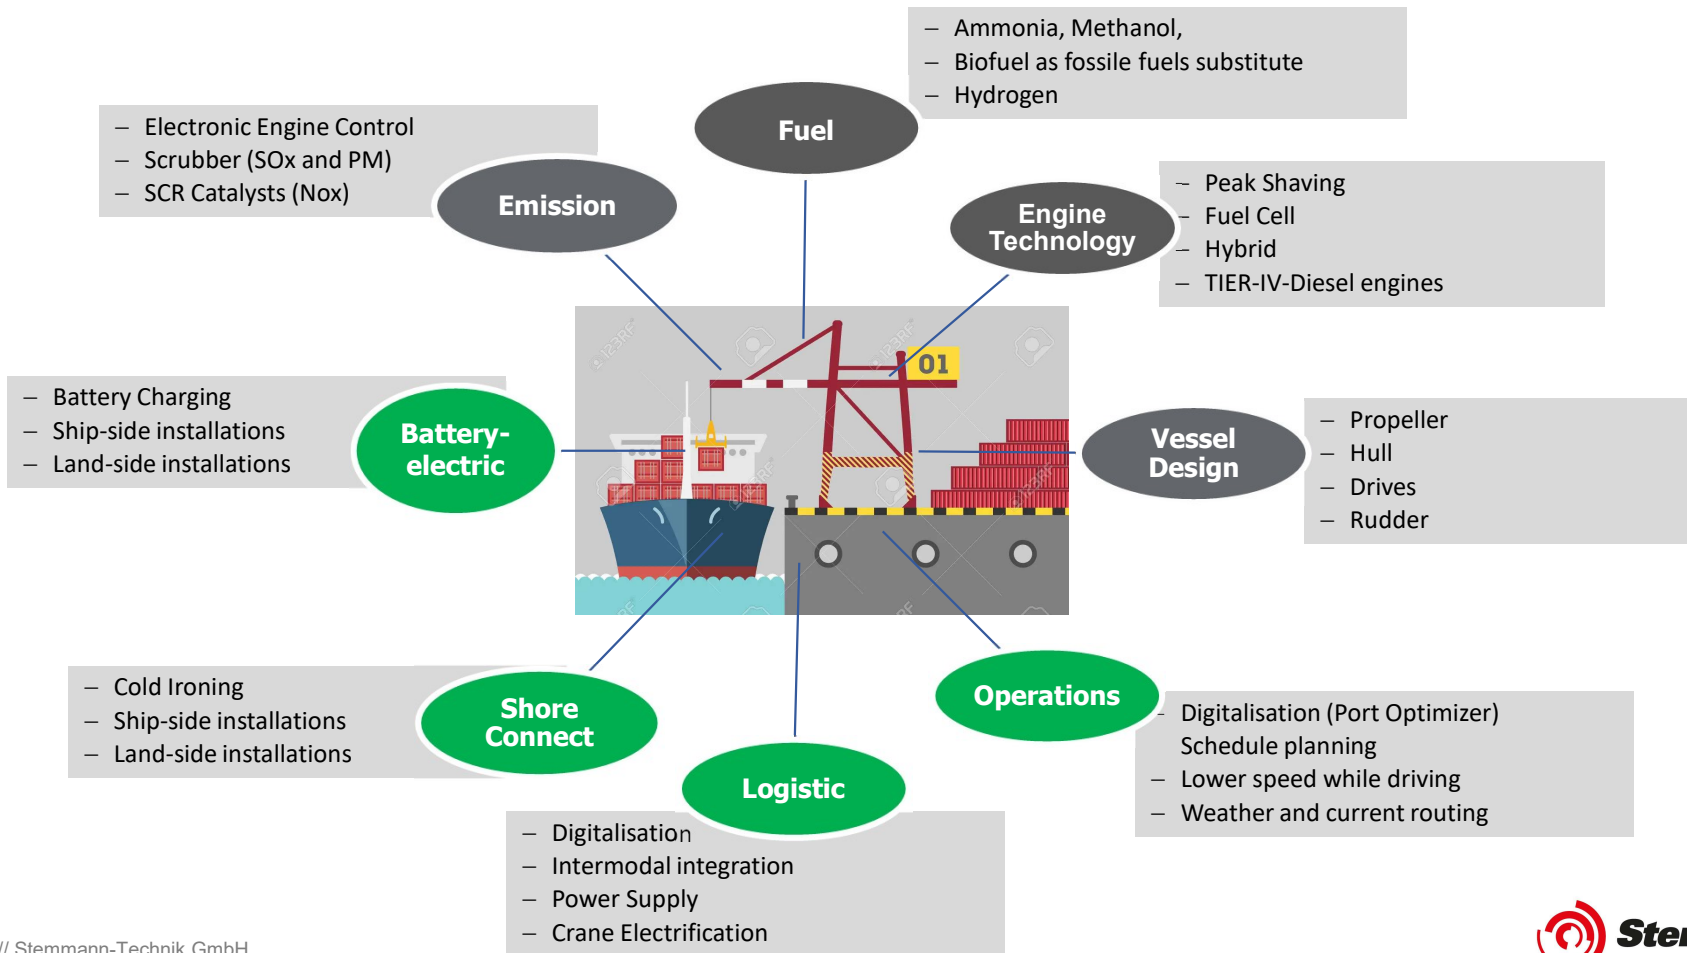 Fuel
– Ammonia, Methanol,
– Biofuel as fossile fuels substitute
– Hydrogen
Emission
– Electronic Engine Control
– Scrubber (SOx and PM)
– SCR Catalysts (Nox)
Engine
Technology
– Peak Shaving
– Fuel Cell
– Hybrid
– TIER-IV-Diesel engines
Battery-
electric
– Battery Charging
– Ship-side installations
– Land-side installations
01
123RF
123RF
123RF
123RF
Vessel
Design
– Propeller
– Hull
– Drives
– Rudder
Shore
Connect
– Cold Ironing
– Ship-side installations
– Land-side installations
Logistic
– Digitalisation
– Intermodal integration
– Power Supply
– Crane Electrification
Operations
– Digitalisation (Port Optimizer)
Schedule planning
– Lower speed while driving
– Weather and current routing
// Stemmann-Technik GmbH